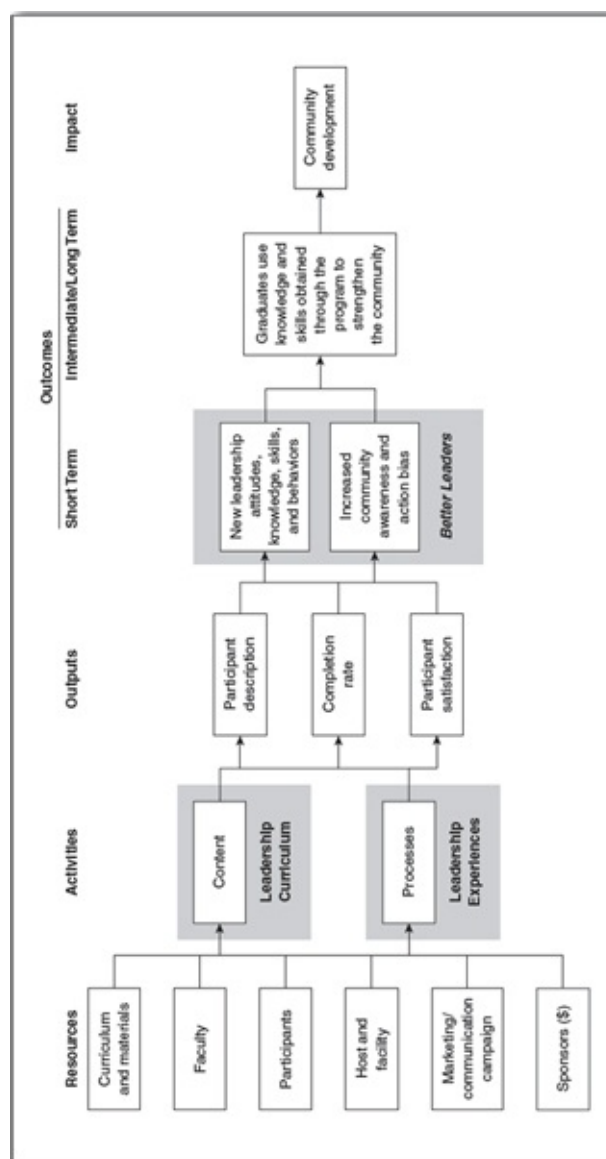 Resources
Activities
Outputs
Outcomes
Short Term
Intermediate/Long Term
Impact
Curriculum
and materials
Faculty
Participants
Host and
facility
Marketing/
communication
campaign
Sponsors ($)
Content
Leadership
Curriculum
Processes
Leadership
Experiences
Participant
description
Completion
rate
Participant
satisfaction
New leadership
attitudes,
knowledge, skills,
and behaviors
Increased
community
awareness and
action bias
Better Leaders
Graduates use
knowledge and
skills obtained
through the
program to
strengthen
the community
Community
development